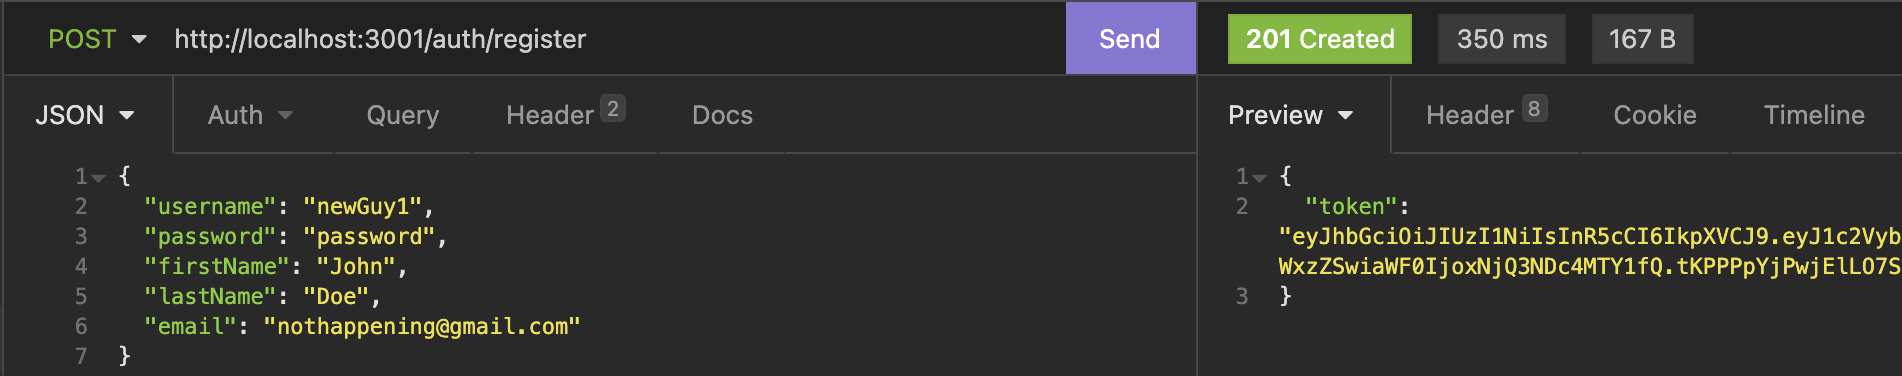 POST http://localhost:3001/auth/register Send 201 Created 350 ms 167 B
JSON Auth Query Header 2 Docs Preview Header 8 Cookie Timeline
1 {
2 "username": "newGuy1",
3 "password": "password",
4 "firstName": "John",
5 "lastName": "Doe",
6 "email": "nothappening@gmail.com"
7 }
1 {
2 "token":
"eyJhbGciOiJIUzI1NiIsInR5cCI6IkpXVCJ9.eyJ1c2Vyb
WxzZSwiaWF0IjoxNjQ3NDc4MTY1fQ.tKPPPpYjPwjElLO7S
3 }